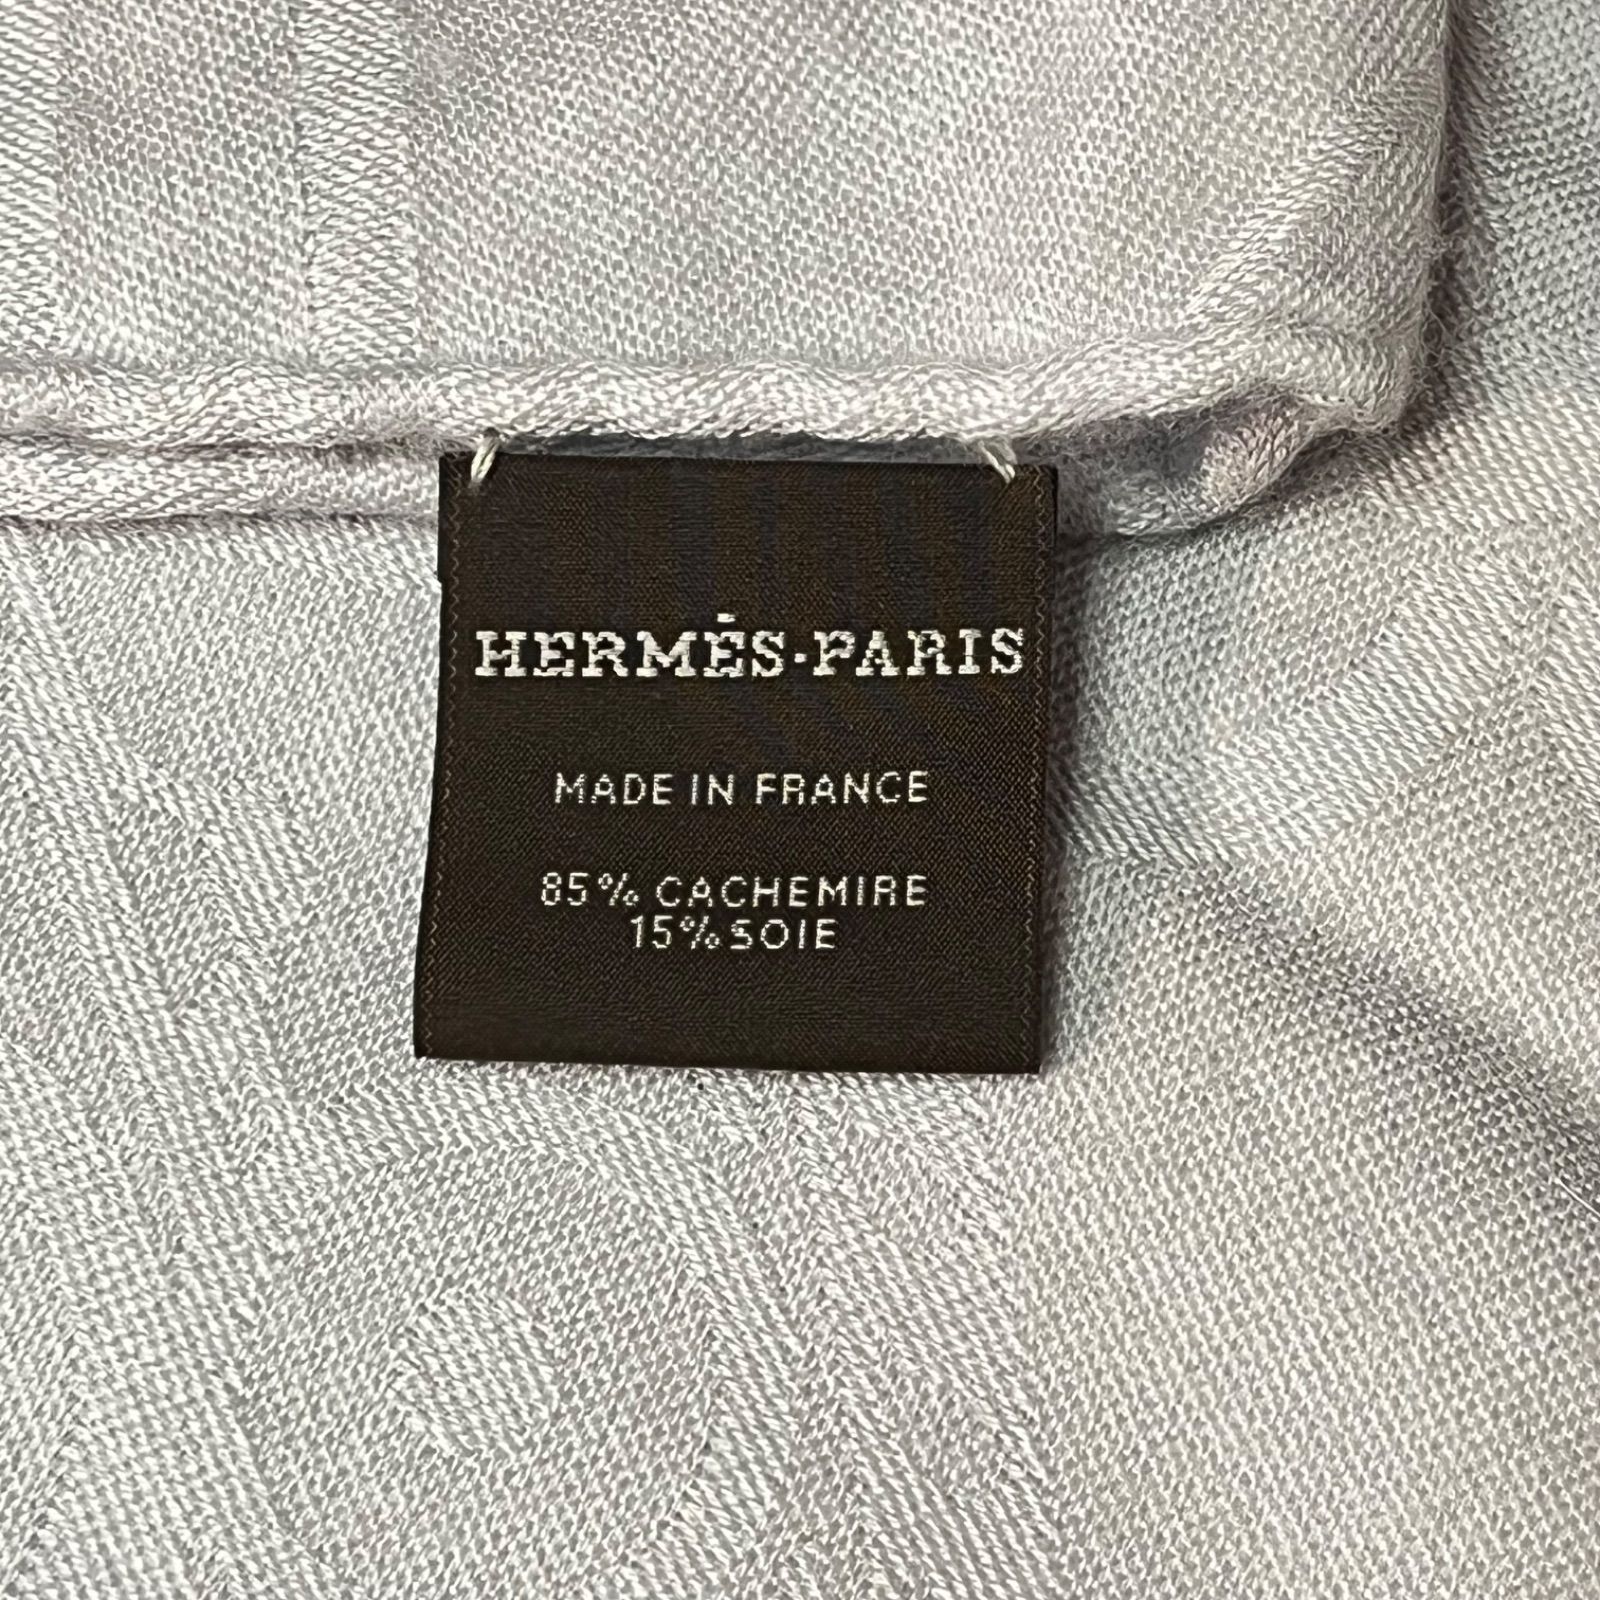 HERMÈS·PARIS
MADE IN FRANCE
85% CACHEMIRE
15% SOIE